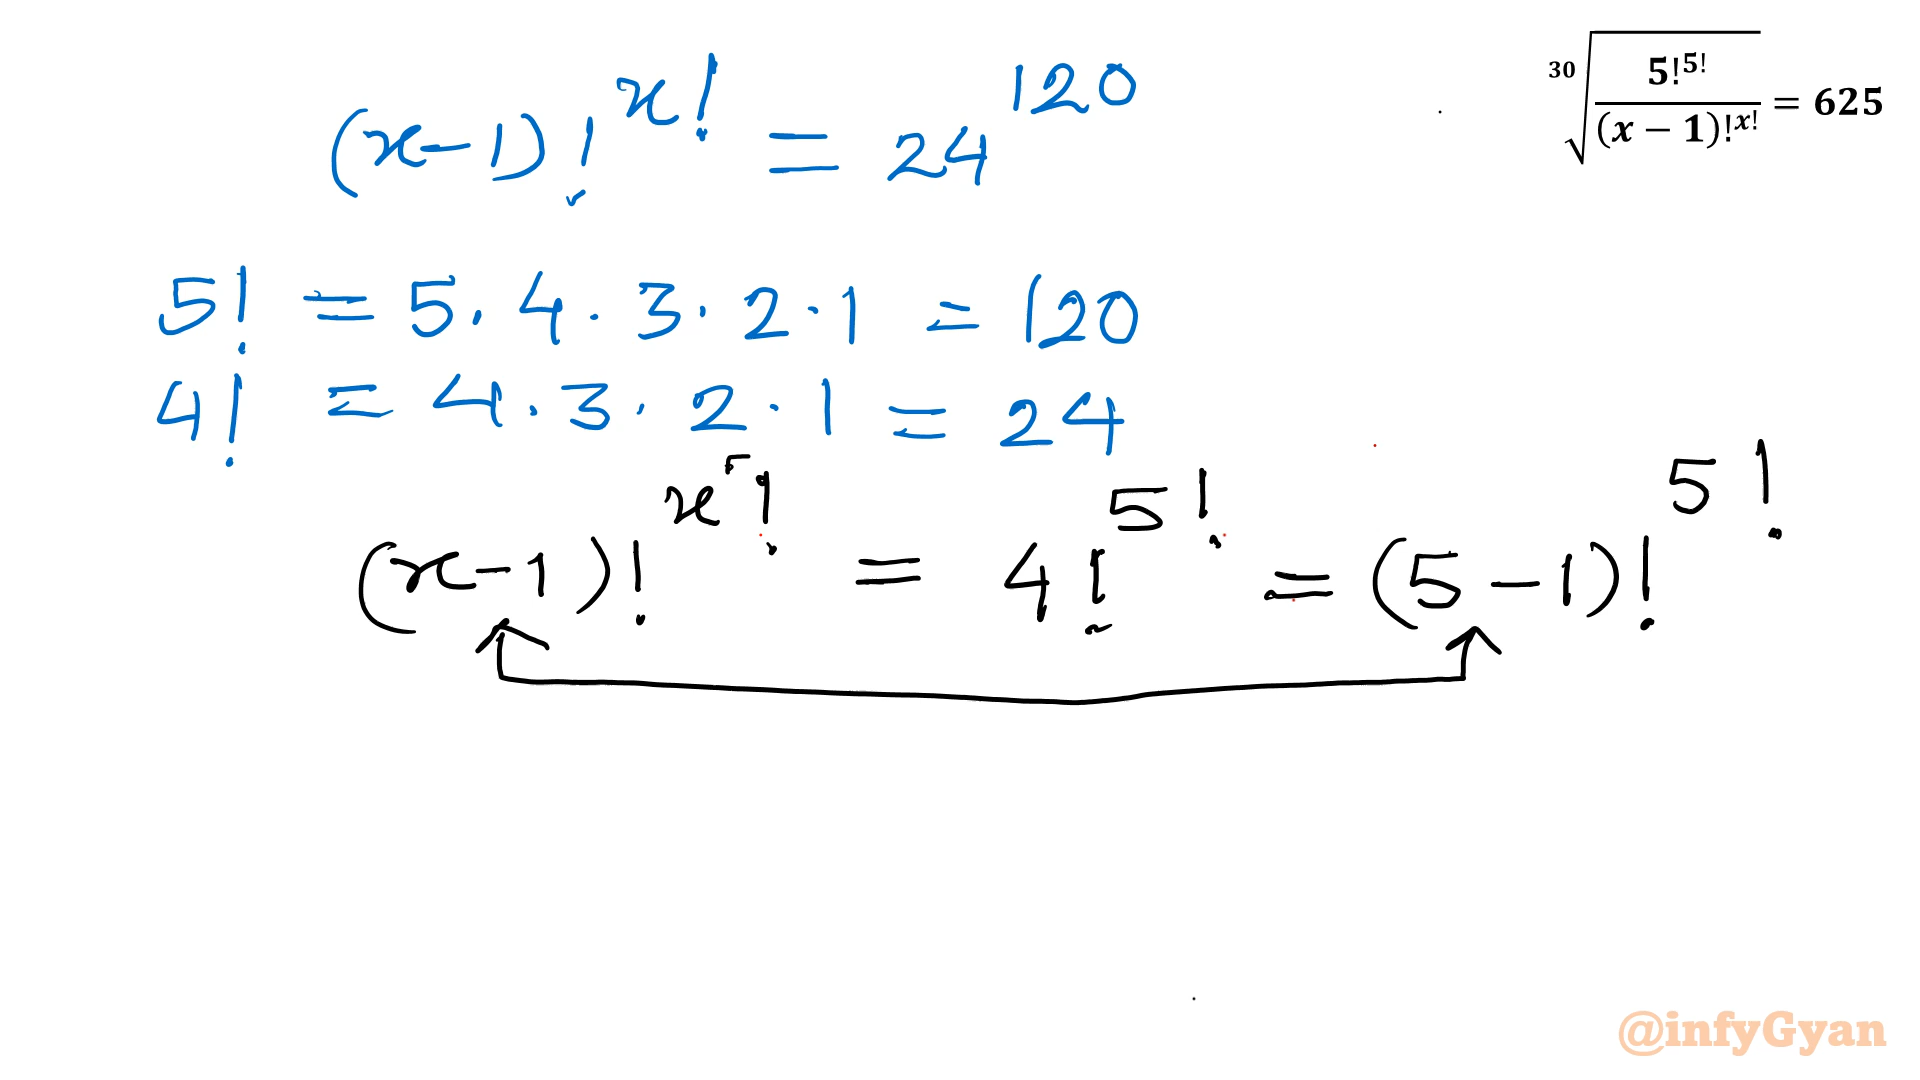 (x-1)!^x! = 24^120
³⁰√(5!^5! / (x − 1)!^x!) = 625
5! = 5 . 4 . 3 . 2 . 1 = 120
4! = 4 . 3 . 2 . 1 = 24
(x-1)!^x! = 4!^5! = (5-1)!^5!
@infyGyan